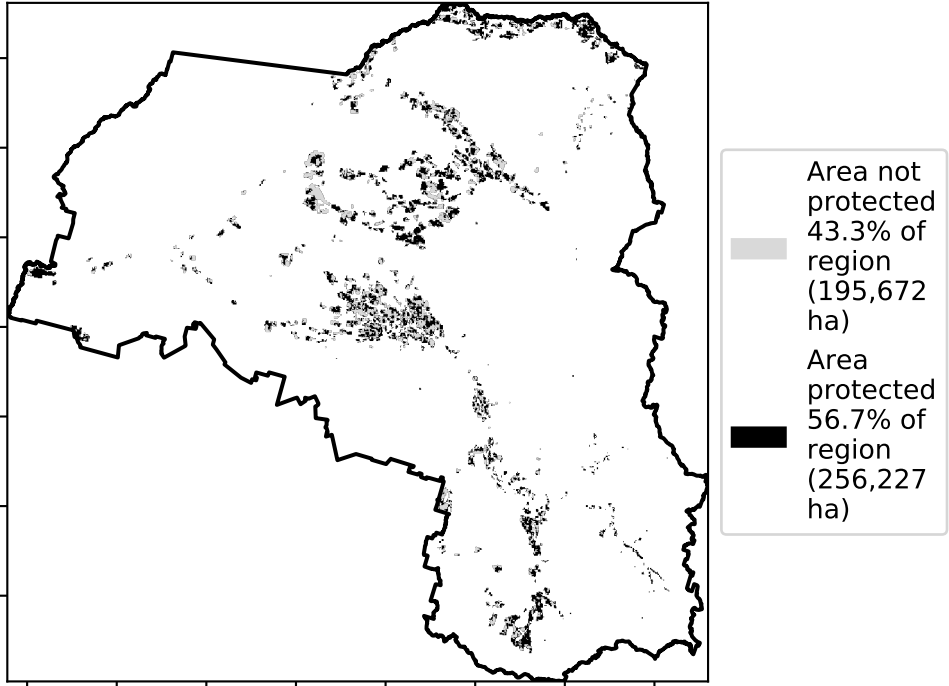 Area not
protected
43.3% of
region
(195,672
ha)
Area
protected
56.7% of
region
(256,227
ha)